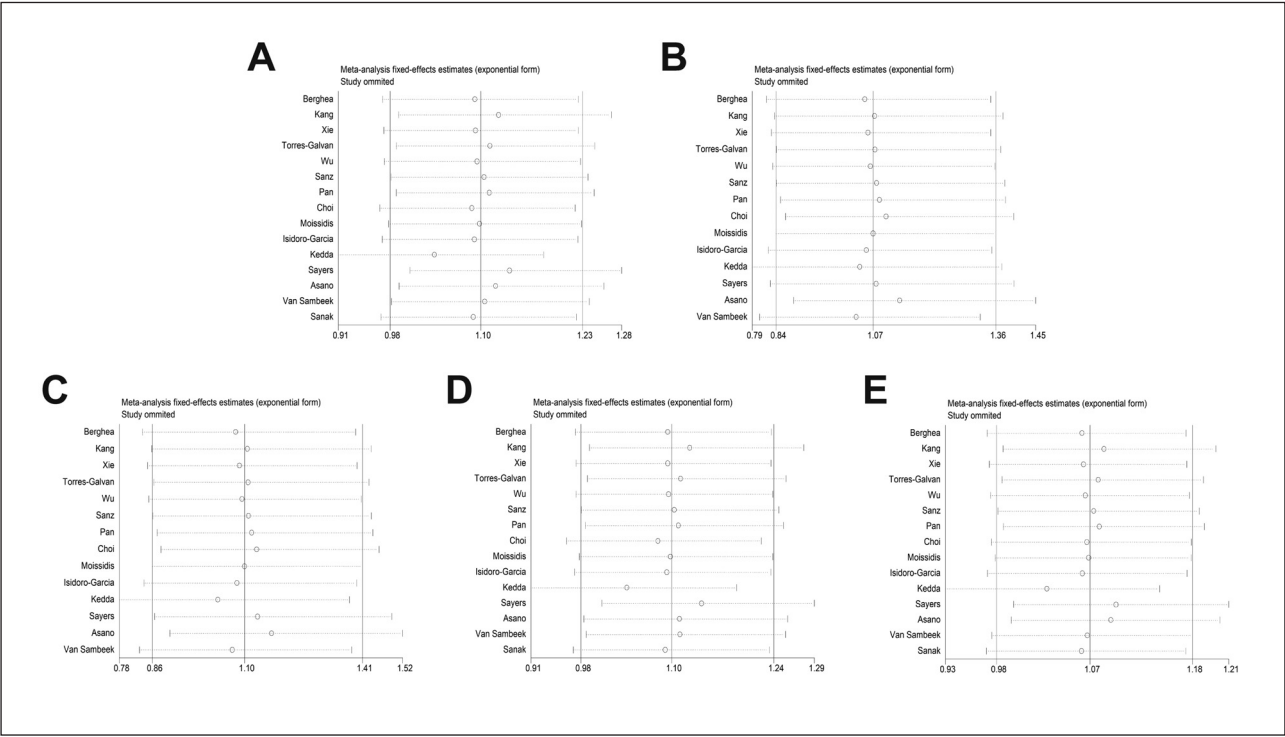 A
Meta-analysis fixed-effects estimates (exponential form)
Study ommited
Berghea
Kang
Xie
Torres-Galvan
Wu
Sanz
Pan
Choi
Moissidis
Isidoro-Garcia
Kedda
Sayers
Asano
Van Sambeek
Sanak
0.91 0.98 1.10 1.23 1.28
B
Meta-analysis fixed-effects estimates (exponential form)
Study ommited
Berghea
Kang
Xie
Torres-Galvan
Wu
Sanz
Pan
Choi
Moissidis
Isidoro-Garcia
Kedda
Sayers
Asano
Van Sambeek
0.79 0.84 1.07 1.36 1.45
C
Meta-analysis fixed-effects estimates (exponential form)
Study ommited
Berghea
Kang
Xie
Torres-Galvan
Wu
Sanz
Pan
Choi
Moissidis
Isidoro-Garcia
Kedda
Sayers
Asano
Van Sambeek
0.78 0.86 1.10 1.41 1.52
D
Meta-analysis fixed-effects estimates (exponential form)
Study ommited
Berghea
Kang
Xie
Torres-Galvan
Wu
Sanz
Pan
Choi
Moissidis
Isidoro-Garcia
Kedda
Sayers
Asano
Van Sambeek
Sanak
0.91 0.98 1.10 1.24 1.29
E
Meta-analysis fixed-effects estimates (exponential form)
Study ommited
Berghea
Kang
Xie
Torres-Galvan
Wu
Sanz
Pan
Choi
Moissidis
Isidoro-Garcia
Kedda
Sayers
Asano
Van Sambeek
Sanak
0.93 0.98 1.07 1.18 1.21